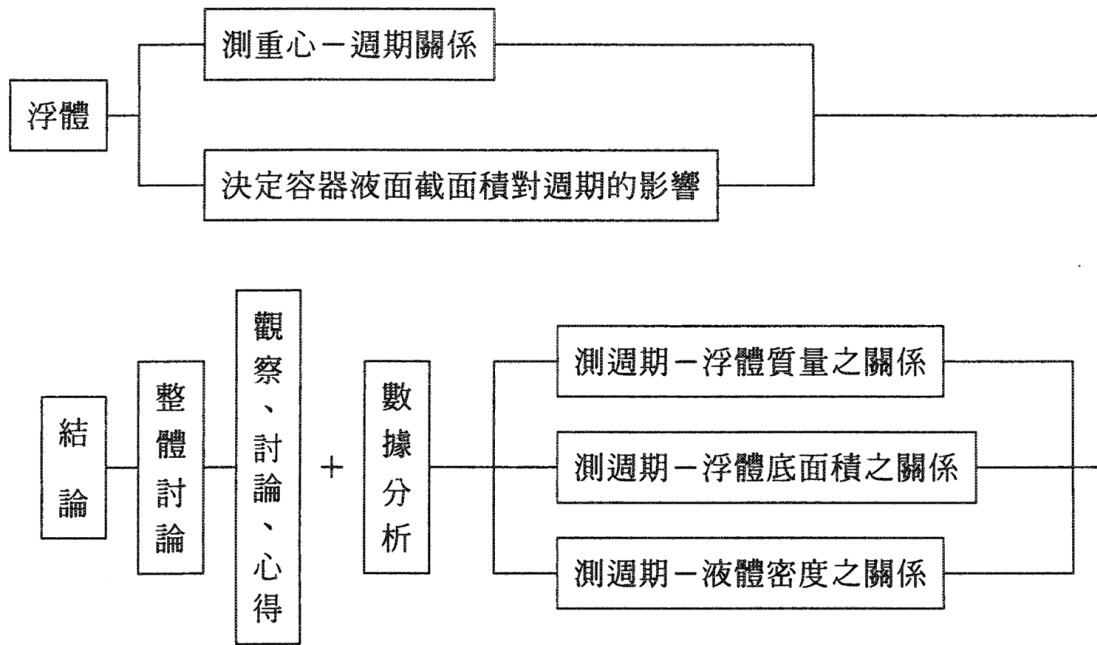 浮體
測重心－週期關係
決定容器液面截面積對週期的影響
測週期－浮體質量之關係
測週期－浮體底面積之關係
測週期－液體密度之關係
數據分析
+
觀察、討論、心得
整體討論
結論